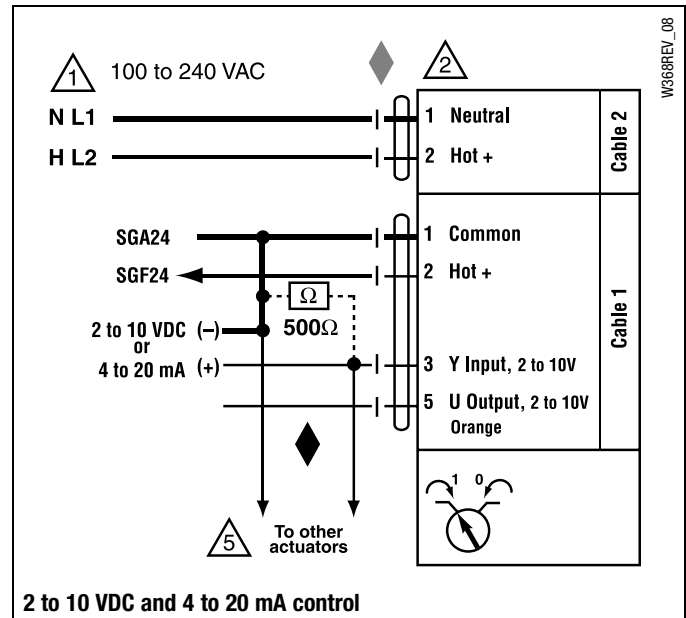 W368REV_08
1 100 to 240 VAC
2
N L1
H L2
1 Neutral
2 Hot +
Cable 2
SGA24
SGF24
1 Common
2 Hot +
Ω
500Ω
2 to 10 VDC (–)
or
4 to 20 mA (+)
3 Y Input, 2 to 10V
5 U Output, 2 to 10V
Orange
Cable 1
1 0
5 To other
actuators
2 to 10 VDC and 4 to 20 mA control